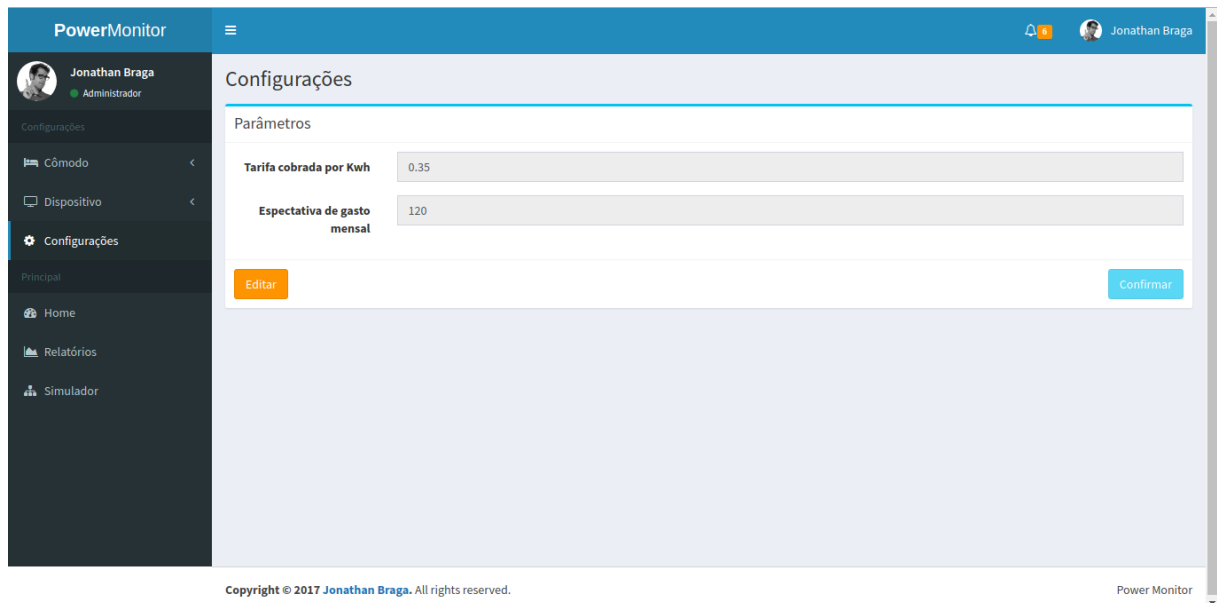 PowerMonitor
6
Jonathan Braga
Jonathan Braga
Administrador
Configurações
Cômodo
Dispositivo
Configurações
Principal
Home
Relatórios
Simulador
Configurações
Parâmetros
Tarifa cobrada por Kwh
0.35
Espectativa de gasto
mensal
120
Editar
Confirmar
Copyright © 2017 Jonathan Braga. All rights reserved.
Power Monitor